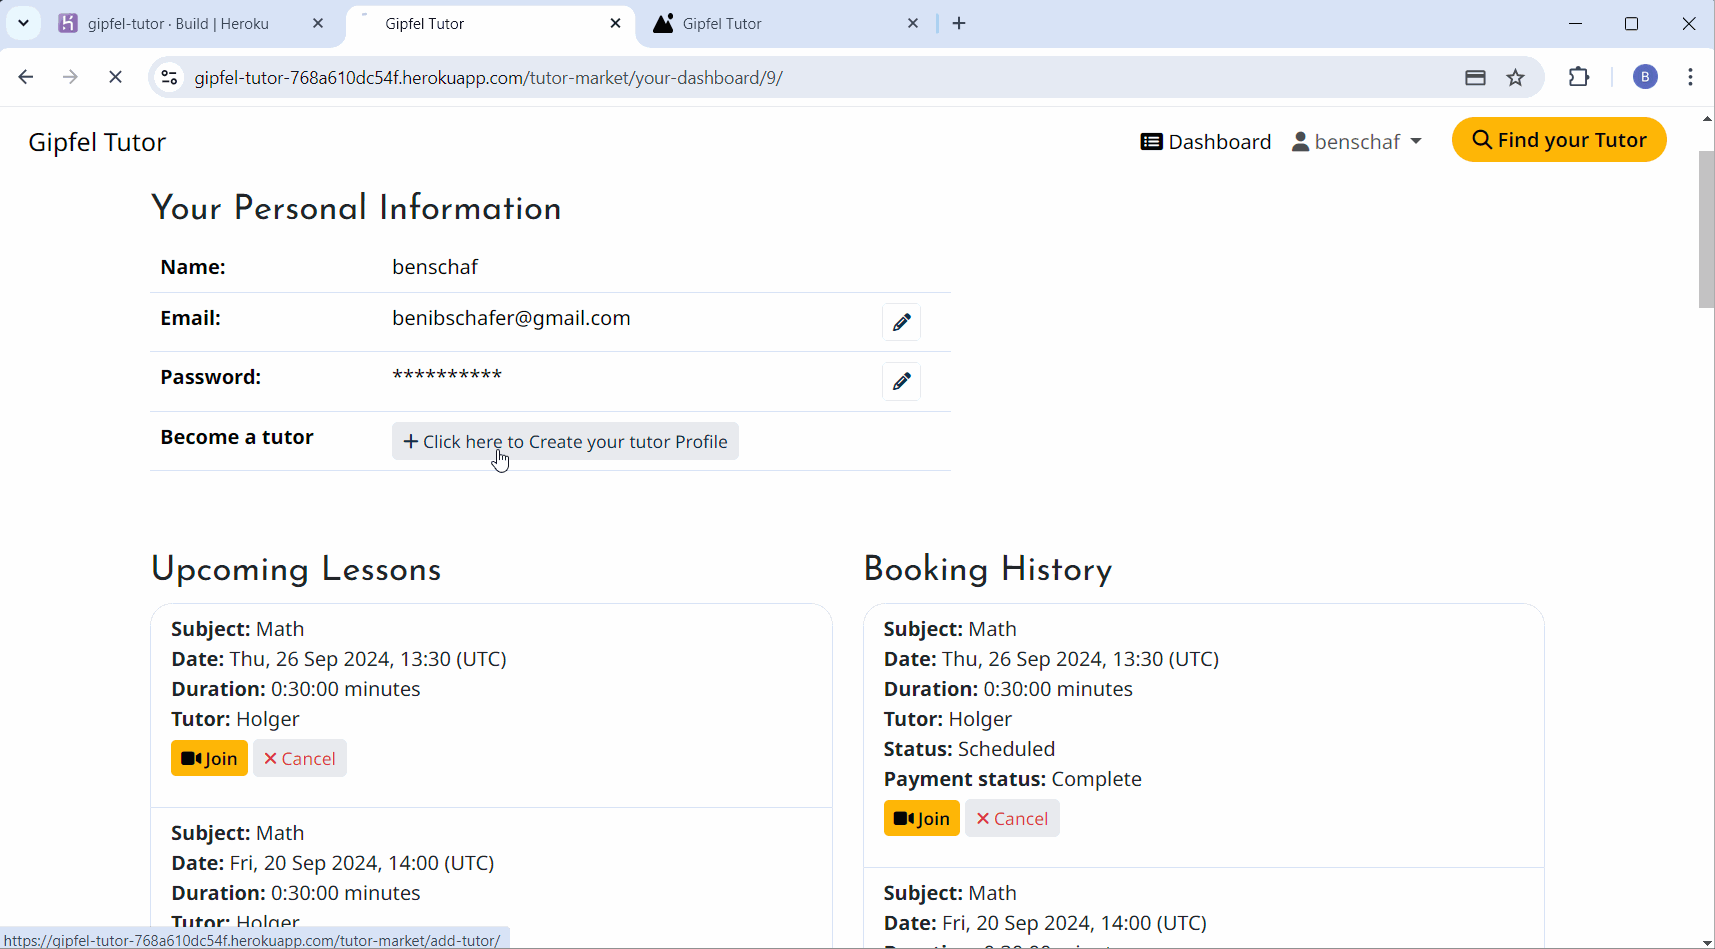 gipfel-tutor · Build | Heroku
Gipfel Tutor
Gipfel Tutor
gipfel-tutor-768a610dc54f.herokuapp.com/tutor-market/your-dashboard/9/
B
Gipfel Tutor
Dashboard
benschaf
Find your Tutor
Your Personal Information
Name: benschaf
Email: benibschafer@gmail.com
Password: **********
Become a tutor + Click here to Create your tutor Profile
Upcoming Lessons
Subject: Math
Date: Thu, 26 Sep 2024, 13:30 (UTC)
Duration: 0:30:00 minutes
Tutor: Holger
Join
Cancel
Subject: Math
Date: Fri, 20 Sep 2024, 14:00 (UTC)
Duration: 0:30:00 minutes
Tutor: Holger
Booking History
Subject: Math
Date: Thu, 26 Sep 2024, 13:30 (UTC)
Duration: 0:30:00 minutes
Tutor: Holger
Status: Scheduled
Payment status: Complete
Join
Cancel
Subject: Math
Date: Fri, 20 Sep 2024, 14:00 (UTC)
https://gipfel-tutor-768a610dc54f.herokuapp.com/tutor-market/add-tutor/